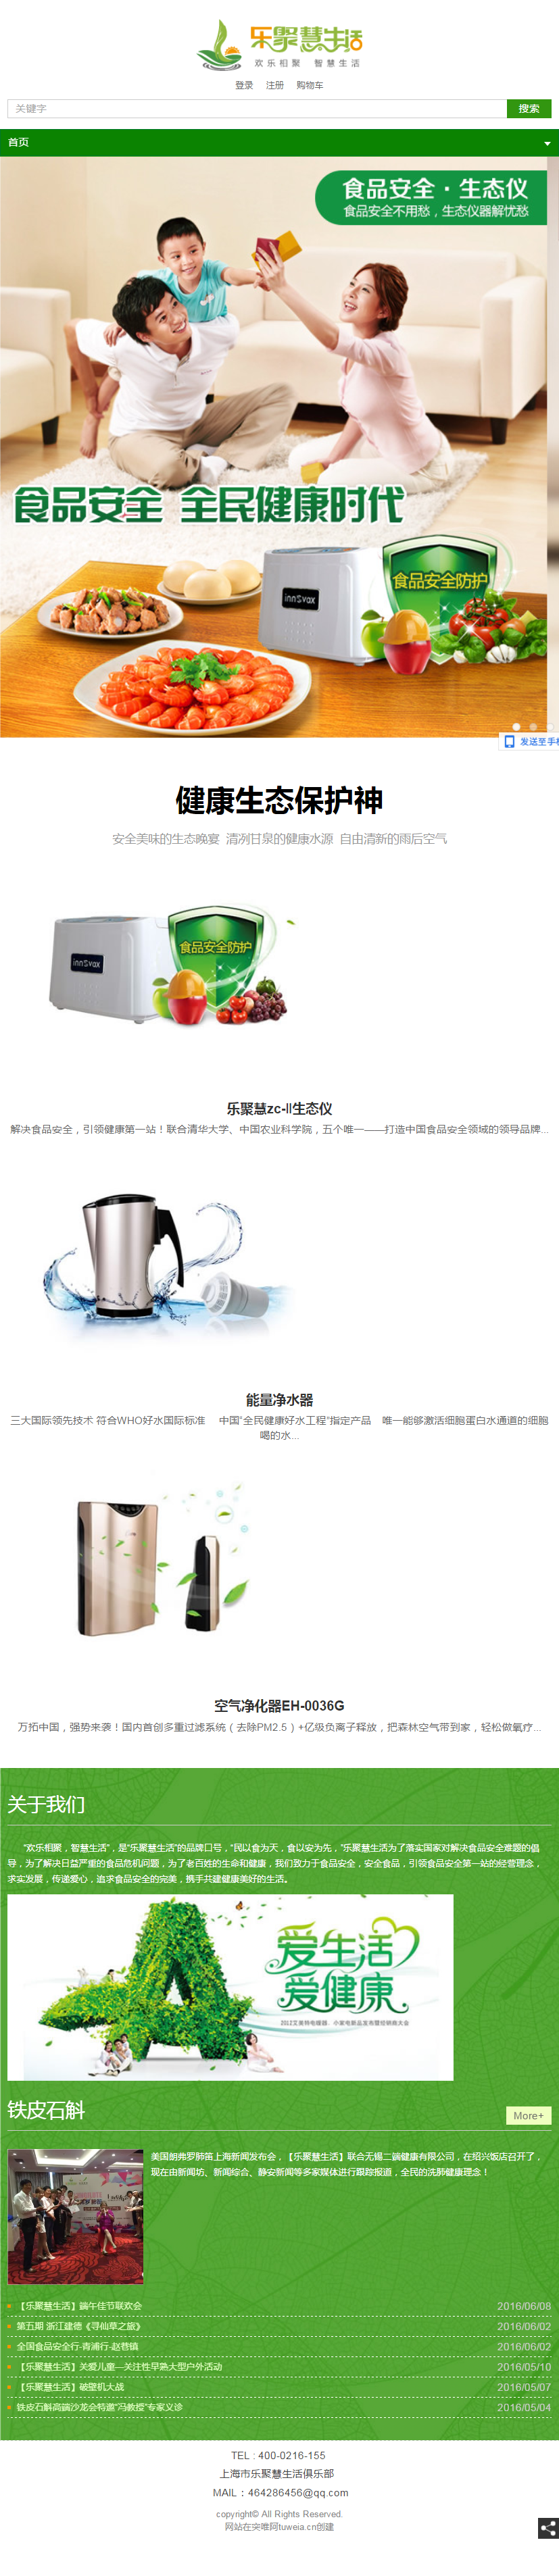 乐聚慧生活
欢乐相聚 智慧生活
登录 注册 购物车
关键字 搜索
首页
食品安全·生态仪
食品安全不用愁，生态仪器解忧愁
食品安全 全民健康时代
食品安全防护
innovax
发送至手机
健康生态保护神
安全美味的生态晚宴 清冽甘泉的健康水源 自由清新的雨后空气
食品安全防护
innovax
乐聚慧zc-II生态仪
解决食品安全，引领健康第一站！联合清华大学、中国农业科学院，五个唯一——打造中国食品安全领域的领导品牌...
能量净水器
三大国际领先技术 符合WHO好水国际标准 中国“全民健康好水工程”指定产品 唯一能够激活细胞蛋白水通道的细胞
喝的水...
空气净化器EH-0036G
万拓中国，强势来袭！国内首创多重过滤系统（去除PM2.5）+亿级负离子释放，把森林空气带到家，轻松做氧疗...
关于我们
“欢乐相聚，智慧生活”，是“乐聚慧生活”的品牌口号，“民以食为天，食以安为先，”乐聚慧生活为了落实国家对解决食品安全难题的倡
导，为了解决日益严重的食品危机问题，为了老百姓的生命和健康，我们致力于食品安全，安全食品，引领食品安全第一站的经营理念，
求实发展，传递爱心，追求食品安全的完美，携手共建健康美好的生活。
爱生活
爱健康
铁皮石斛 More+
美国朗弗罗肺笛上海新闻发布会，【乐聚慧生活】联合无锡二端健康有限公司，在绍兴饭店召开了，
现在由新闻坊、新闻综合、静安新闻等多家媒体进行跟踪报道，全民的洗肺健康理念！
【乐聚慧生活】端午佳节联欢会 2016/06/08
第五期 浙江建德《寻仙草之旅》 2016/06/02
全国食品安全行-青浦行-赵巷镇 2016/06/02
【乐聚慧生活】关爱儿童—关注性早熟大型户外活动 2016/05/10
【乐聚慧生活】破壁机大战 2016/05/07
铁皮石斛高端沙龙会特邀“冯教授”专家义诊 2016/05/04
TEL : 400-0216-155
上海市乐聚慧生活俱乐部
MAIL：464286456@qq.com
copyright© All Rights Reserved.
网站在突唯网tuweia.cn创建